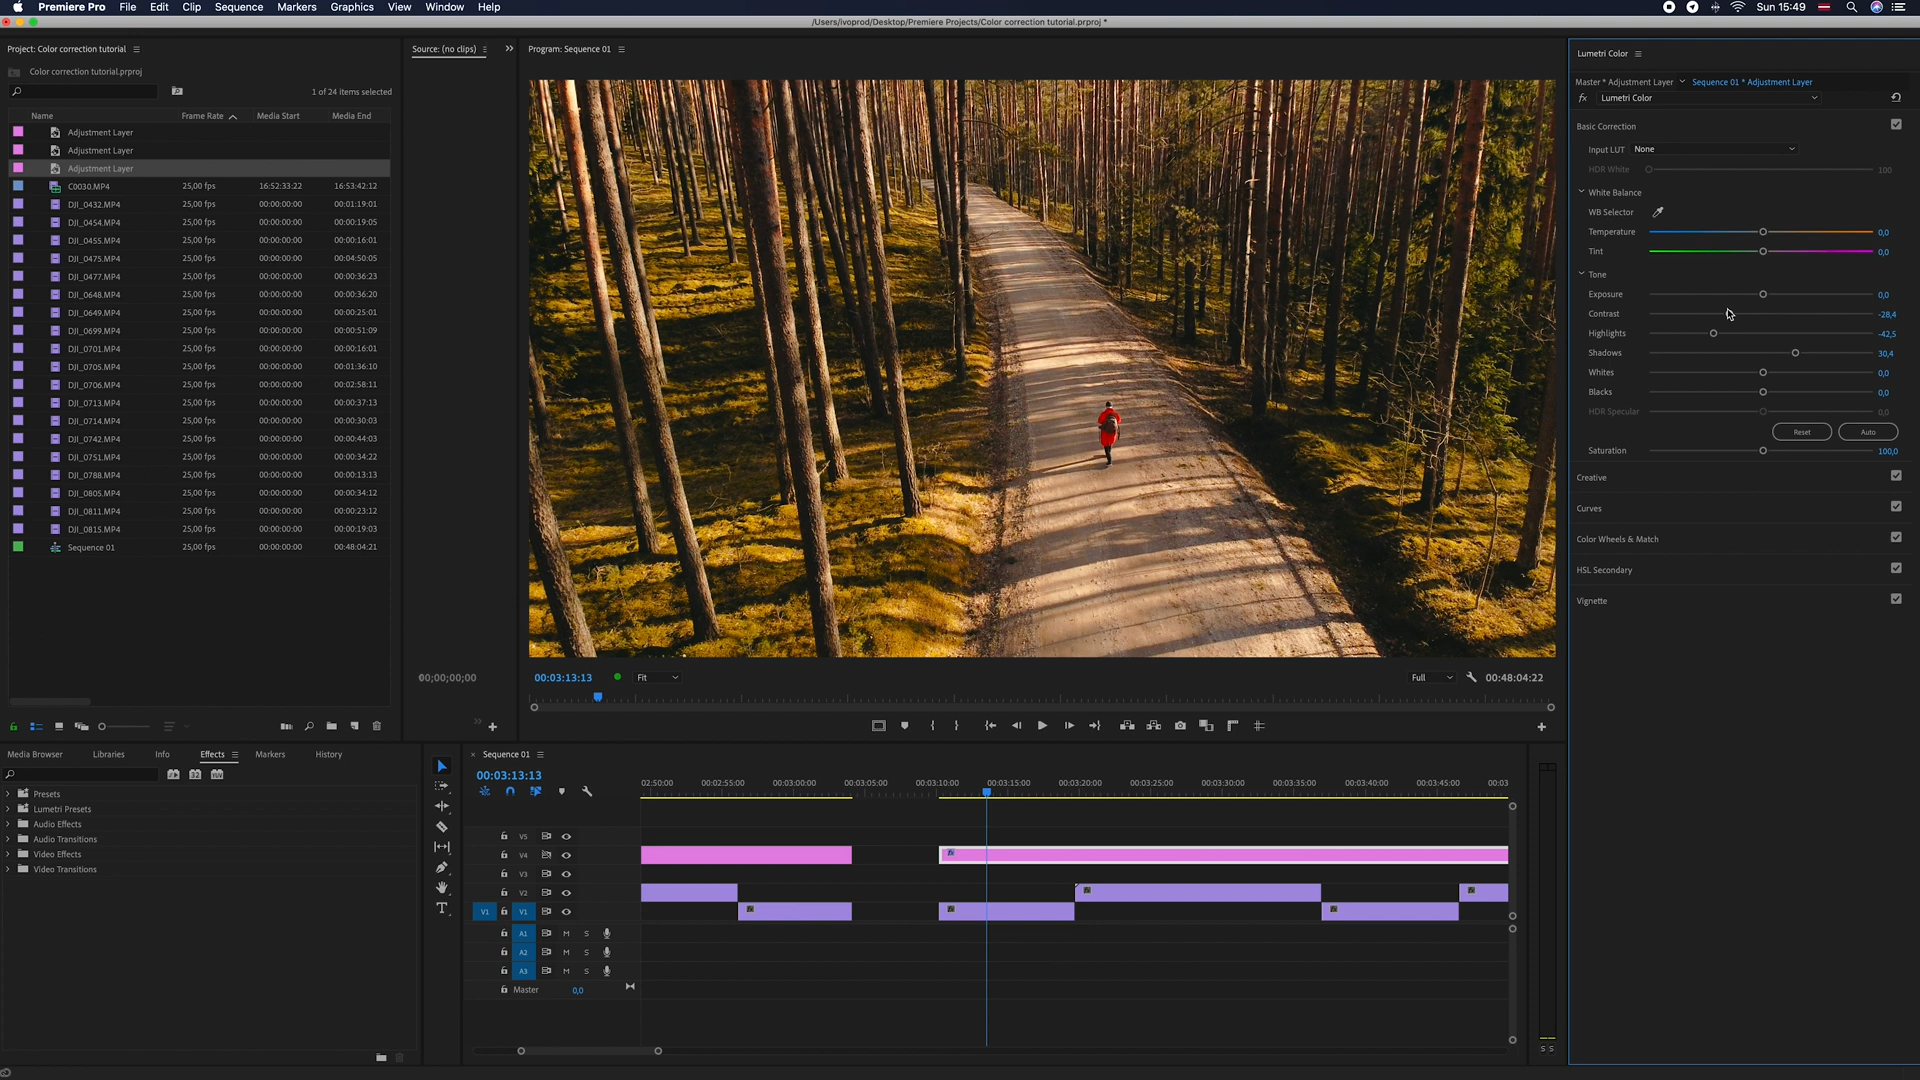 Premiere Pro File Edit Clip Sequence Markers Graphics View Window Help
Sun 15:49
/Users/ivoprod/Desktop/Premiere Projects/Color correction tutorial.prproj *
Project: Color correction tutorial
Color correction tutorial.prproj
1 of 24 items selected
Name Frame Rate Media Start Media End
Adjustment Layer
Adjustment Layer
Adjustment Layer
C0030.MP4 25,00 fps 16:52:33:22 16:53:42:12
DJI_0432.MP4 25,00 fps 00:00:00:00 00:01:19:01
DJI_0454.MP4 25,00 fps 00:00:00:00 00:00:19:05
DJI_0455.MP4 25,00 fps 00:00:00:00 00:00:16:01
DJI_0475.MP4 25,00 fps 00:00:00:00 00:04:50:05
DJI_0477.MP4 25,00 fps 00:00:00:00 00:00:36:23
DJI_0648.MP4 25,00 fps 00:00:00:00 00:00:36:20
DJI_0649.MP4 25,00 fps 00:00:00:00 00:00:25:01
DJI_0699.MP4 25,00 fps 00:00:00:00 00:00:51:09
DJI_0701.MP4 25,00 fps 00:00:00:00 00:00:16:01
DJI_0705.MP4 25,00 fps 00:00:00:00 00:01:36:10
DJI_0706.MP4 25,00 fps 00:00:00:00 00:02:58:11
DJI_0713.MP4 25,00 fps 00:00:00:00 00:00:37:13
DJI_0714.MP4 25,00 fps 00:00:00:00 00:00:30:03
DJI_0742.MP4 25,00 fps 00:00:00:00 00:00:44:03
DJI_0751.MP4 25,00 fps 00:00:00:00 00:00:34:22
DJI_0788.MP4 25,00 fps 00:00:00:00 00:00:13:13
DJI_0805.MP4 25,00 fps 00:00:00:00 00:00:34:12
DJI_0811.MP4 25,00 fps 00:00:00:00 00:00:23:12
DJI_0815.MP4 25,00 fps 00:00:00:00 00:00:19:03
Sequence 01 25,00 fps 00:00:00:00 00:48:04:21
Source: (no clips)
00;00;00;00
Program: Sequence 01
00:03:13:13 Fit Full 00:48:04:22
Lumetri Color
Master * Adjustment Layer Sequence 01 * Adjustment Layer
fx Lumetri Color
Basic Correction
Input LUT None
HDR White 100
White Balance
WB Selector
Temperature 0,0
Tint 0,0
Tone
Exposure 0,0
Contrast -28,4
Highlights -42,5
Shadows 30,4
Whites 0,0
Blacks 0,0
HDR Specular 0,0
Reset Auto
Saturation 100,0
Creative
Curves
Color Wheels & Match
HSL Secondary
Vignette
Media Browser Libraries Info Effects Markers History
Presets
Lumetri Presets
Audio Effects
Audio Transitions
Video Effects
Video Transitions
× Sequence 01
00:03:13:13
02:50:00 00:02:55:00 00:03:00:00 00:03:05:00 00:03:10:00 00:03:15:00 00:03:20:00 00:03:25:00 00:03:30:00 00:03:35:00 00:03:40:00 00:03:45:00 00:03
V5
V4
V3
V2
V1 V1
A1 M S
A2 M S
A3 M S
Master 0,0
S S